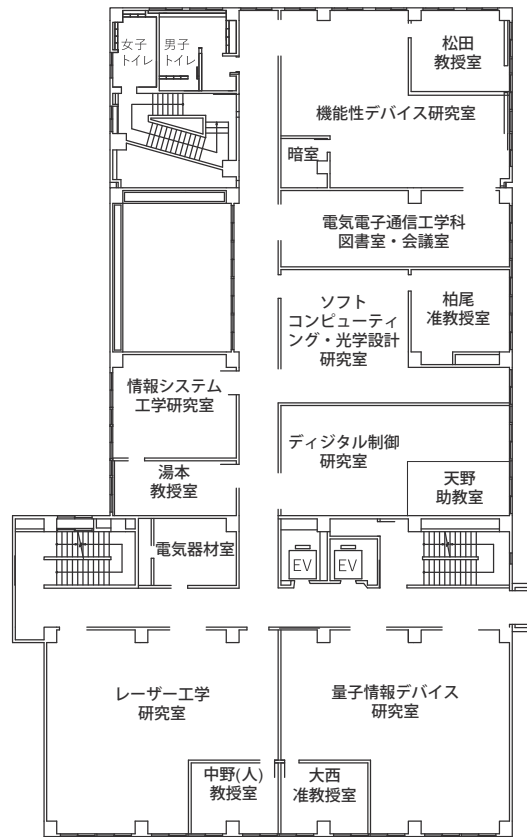 女子
トイレ
男子
トイレ
松田
教授室
機能性デバイス研究室
暗室
電気電子通信工学科
図書室・会議室
ソフト
コンピューティ
ング・光学設計
研究室
柏尾
准教授室
情報システム
工学研究室
湯本
教授室
ディジタル制御
研究室
天野
助教室
電気器材室
EV
EV
レーザー工学
研究室
量子情報デバイス
研究室
中野(人)
教授室
大西
准教授室